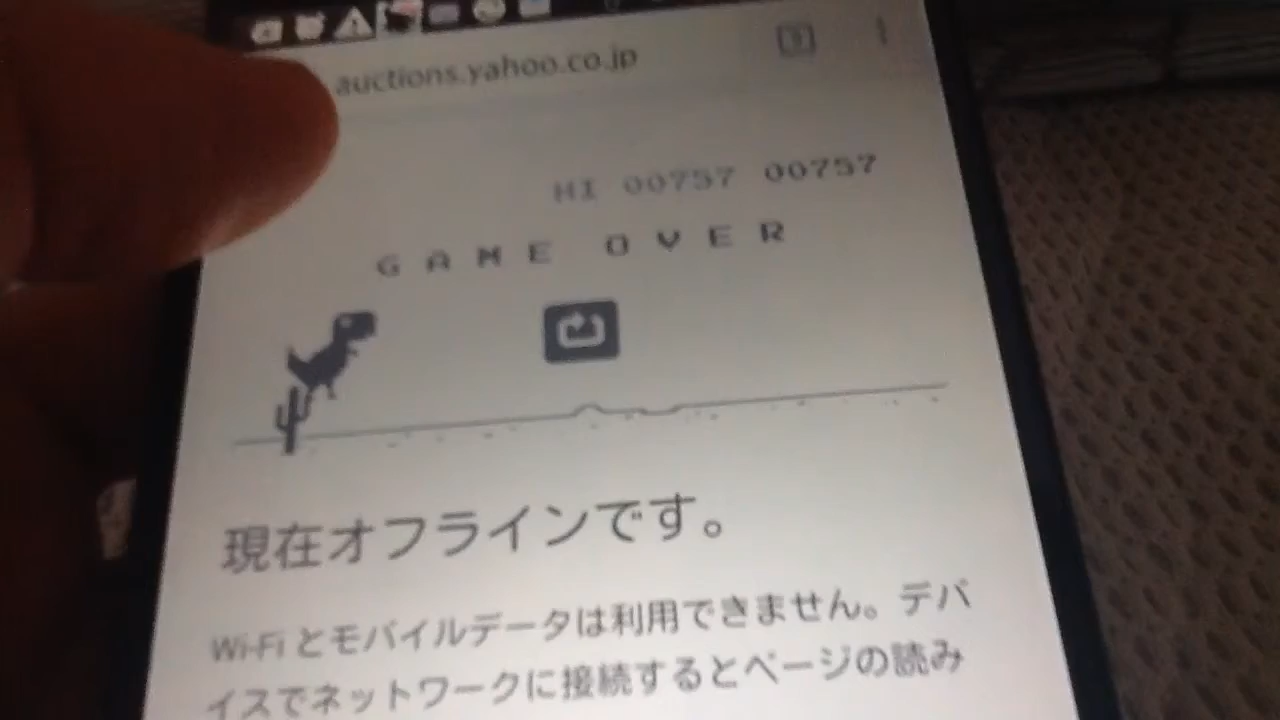 auctions.yahoo.co.jp
HI 00757 00757
GAME OVER
現在オフラインです。
Wi-Fi とモバイルデータは利用できません。デバ
イスでネットワークに接続するとページの読み